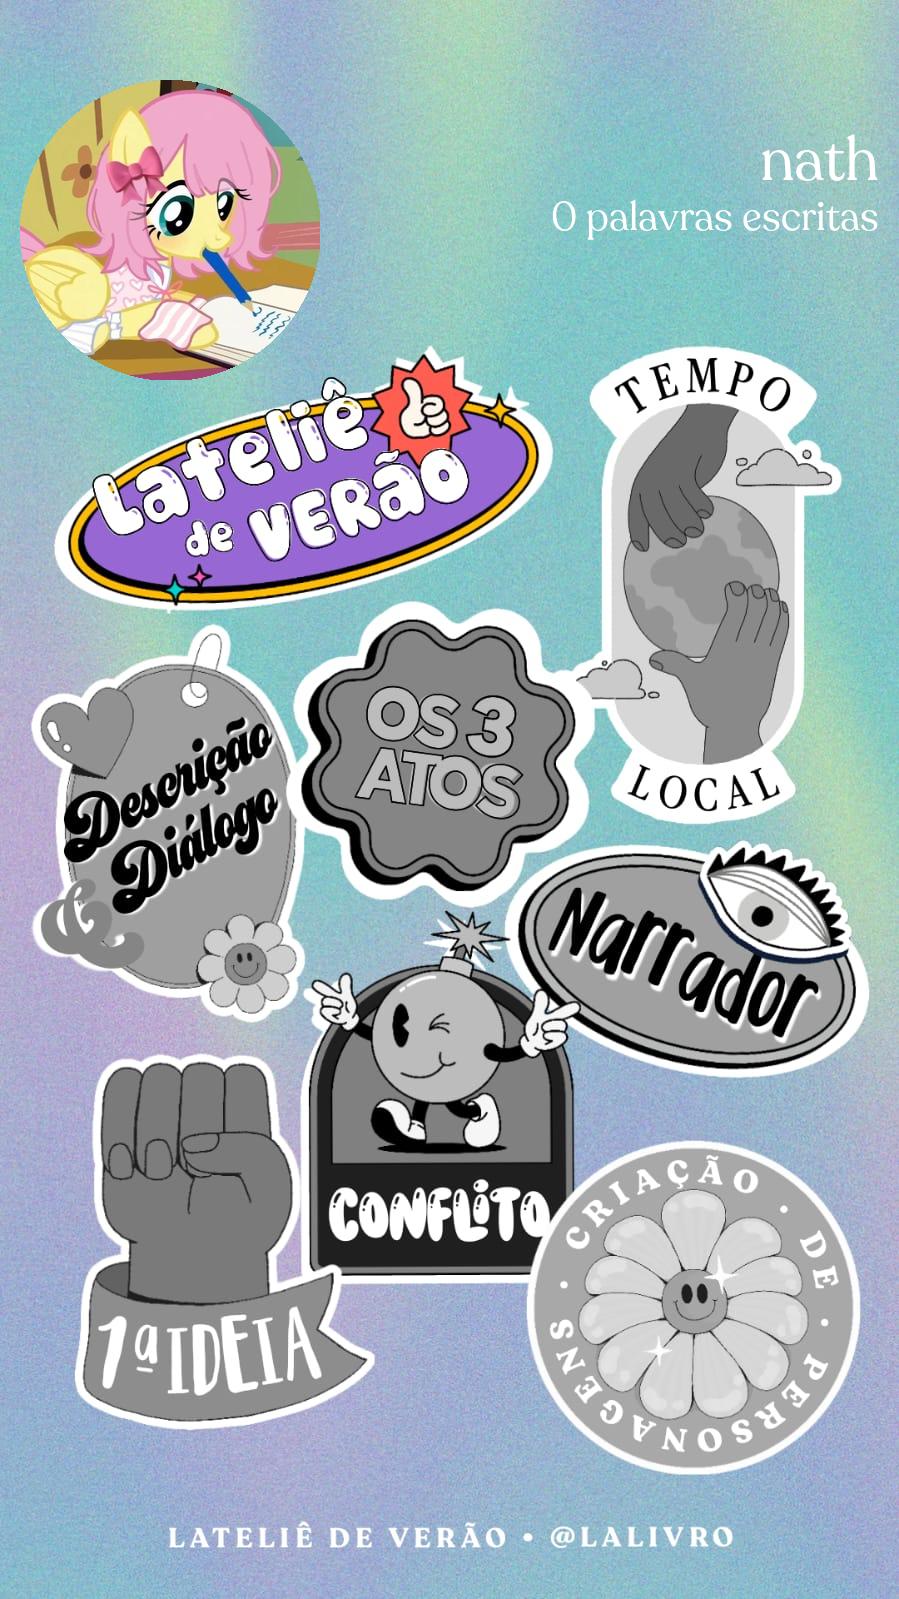 nath
0 palavras escritas
Lateliê
de VERÃO
TEMPO
LOCAL
Descrição
&
Diálogo
OS 3
ATOS
Narrador
CONFLITO
1ª IDEIA
CRIAÇÃO · DE · PERSONAGENS ·
LATELIÊ DE VERÃO • @LALIVRO